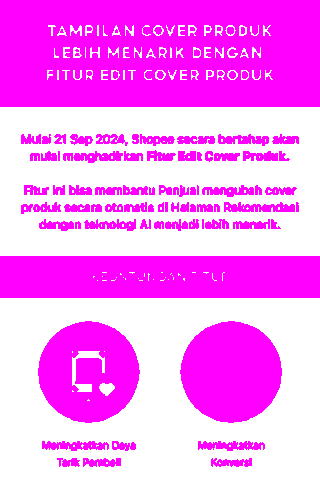 TAMPILAN COVER PRODUK
LEBIH MENARIK DENGAN
FITUR EDIT COVER PRODUK
Mulai 21 Sep 2024, Shopee secara bertahap akan
mulai menghadirkan Fitur Edit Cover Produk.
Fitur ini bisa membantu Penjual mengubah cover
produk secara otomatis di Halaman Rekomendasi
dengan teknologi AI menjadi lebih menarik.
KEUNTUNGAN FITUR
Meningkatkan Daya
Tarik Pembeli
Meningkatkan
Konversi